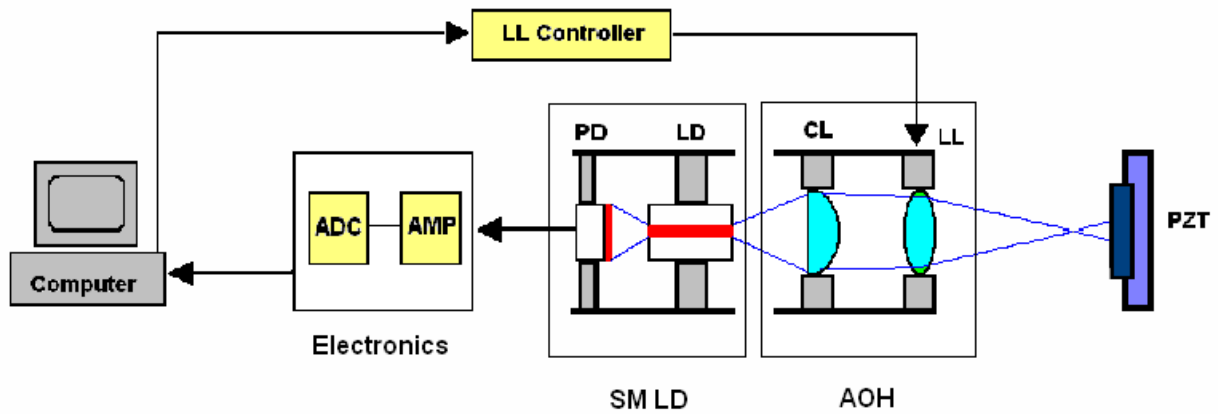 LL Controller
PD
LD
CL
LL
ADC
AMP
PZT
Computer
Electronics
SM LD
AOH